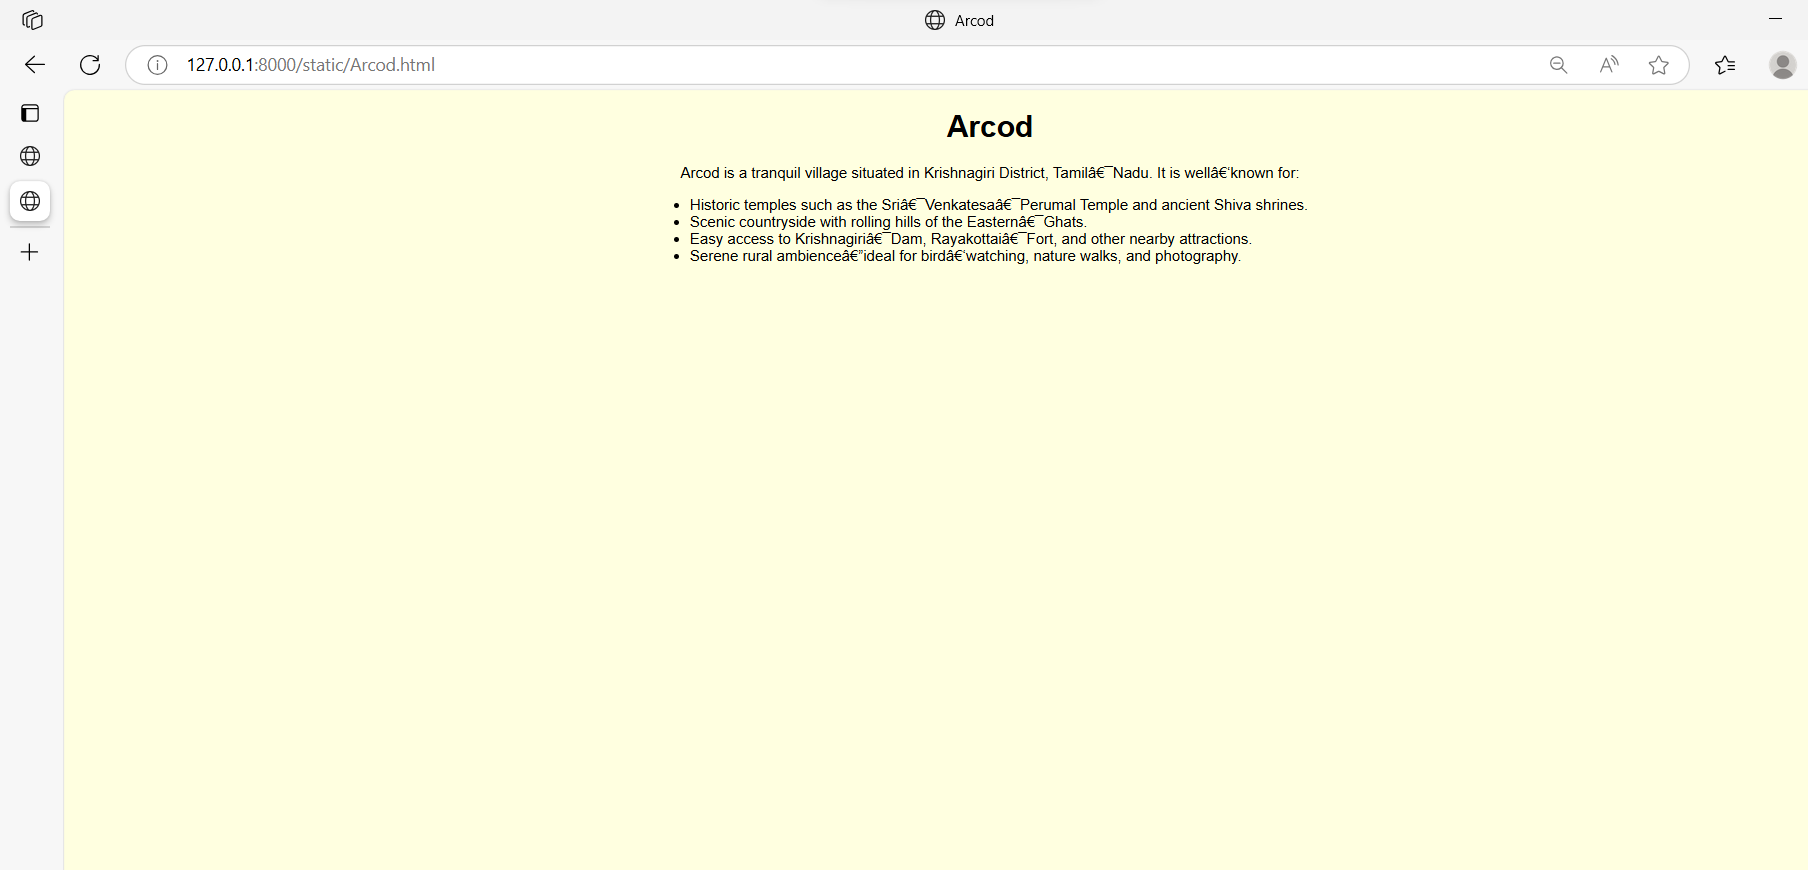 Arcod
127.0.0.1:8000/static/Arcod.html
Arcod
Arcod is a tranquil village situated in Krishnagiri District, Tamilâ€¯Nadu. It is wellâ€‘known for:
• Historic temples such as the Sriâ€¯Venkatesaâ€¯Perumal Temple and ancient Shiva shrines.
• Scenic countryside with rolling hills of the Easternâ€¯Ghats.
• Easy access to Krishnagiriâ€¯Dam, Rayakottaiâ€¯Fort, and other nearby attractions.
• Serene rural ambienceâ€”ideal for birdâ€‘watching, nature walks, and photography.